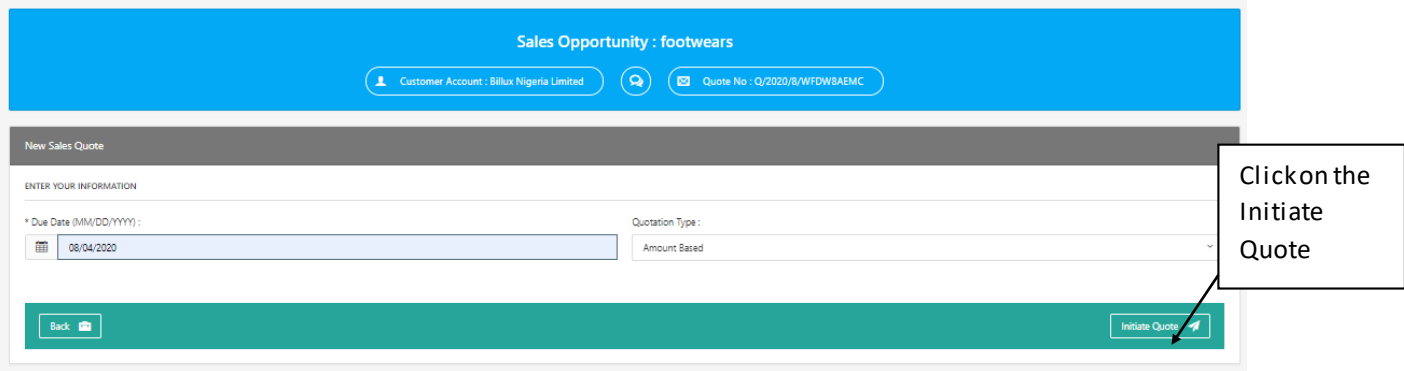 Sales Opportunity : footwears
Customer Account : Billux Nigeria Limited
Quote No : Q/2020/8/WFDW8AEMC
New Sales Quote
ENTER YOUR INFORMATION
* Due Date (MM/DD/YYYY) :
Quotation Type :
08/04/2020
Amount Based
Back
Initiate Quote
Click on the
Initiate
Quote